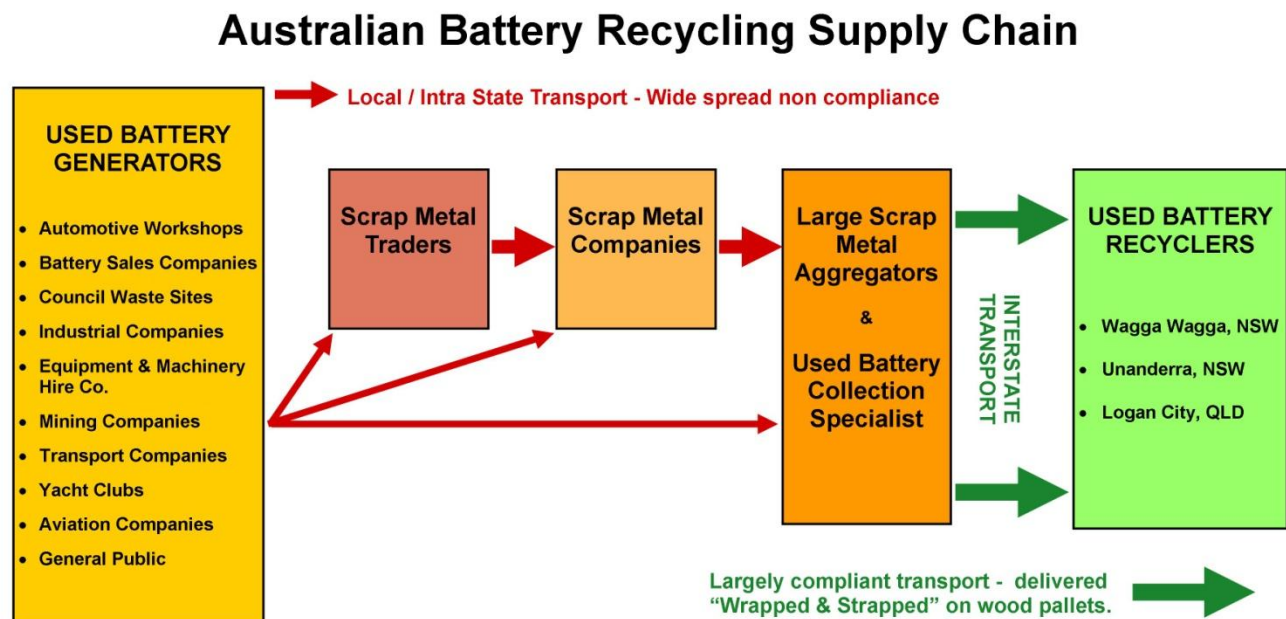 Australian Battery Recycling Supply Chain
Local / Intra State Transport - Wide spread non compliance
USED BATTERY
GENERATORS
• Automotive Workshops
• Battery Sales Companies
• Council Waste Sites
• Industrial Companies
• Equipment & Machinery
Hire Co.
• Mining Companies
• Transport Companies
• Yacht Clubs
• Aviation Companies
• General Public
Scrap Metal
Traders
Scrap Metal
Companies
Large Scrap
Metal
Aggregators
&
Used Battery
Collection
Specialist
INTERSTATE
TRANSPORT
USED BATTERY
RECYCLERS
• Wagga Wagga, NSW
• Unanderra, NSW
• Logan City, QLD
Largely compliant transport - delivered
“Wrapped & Strapped” on wood pallets.